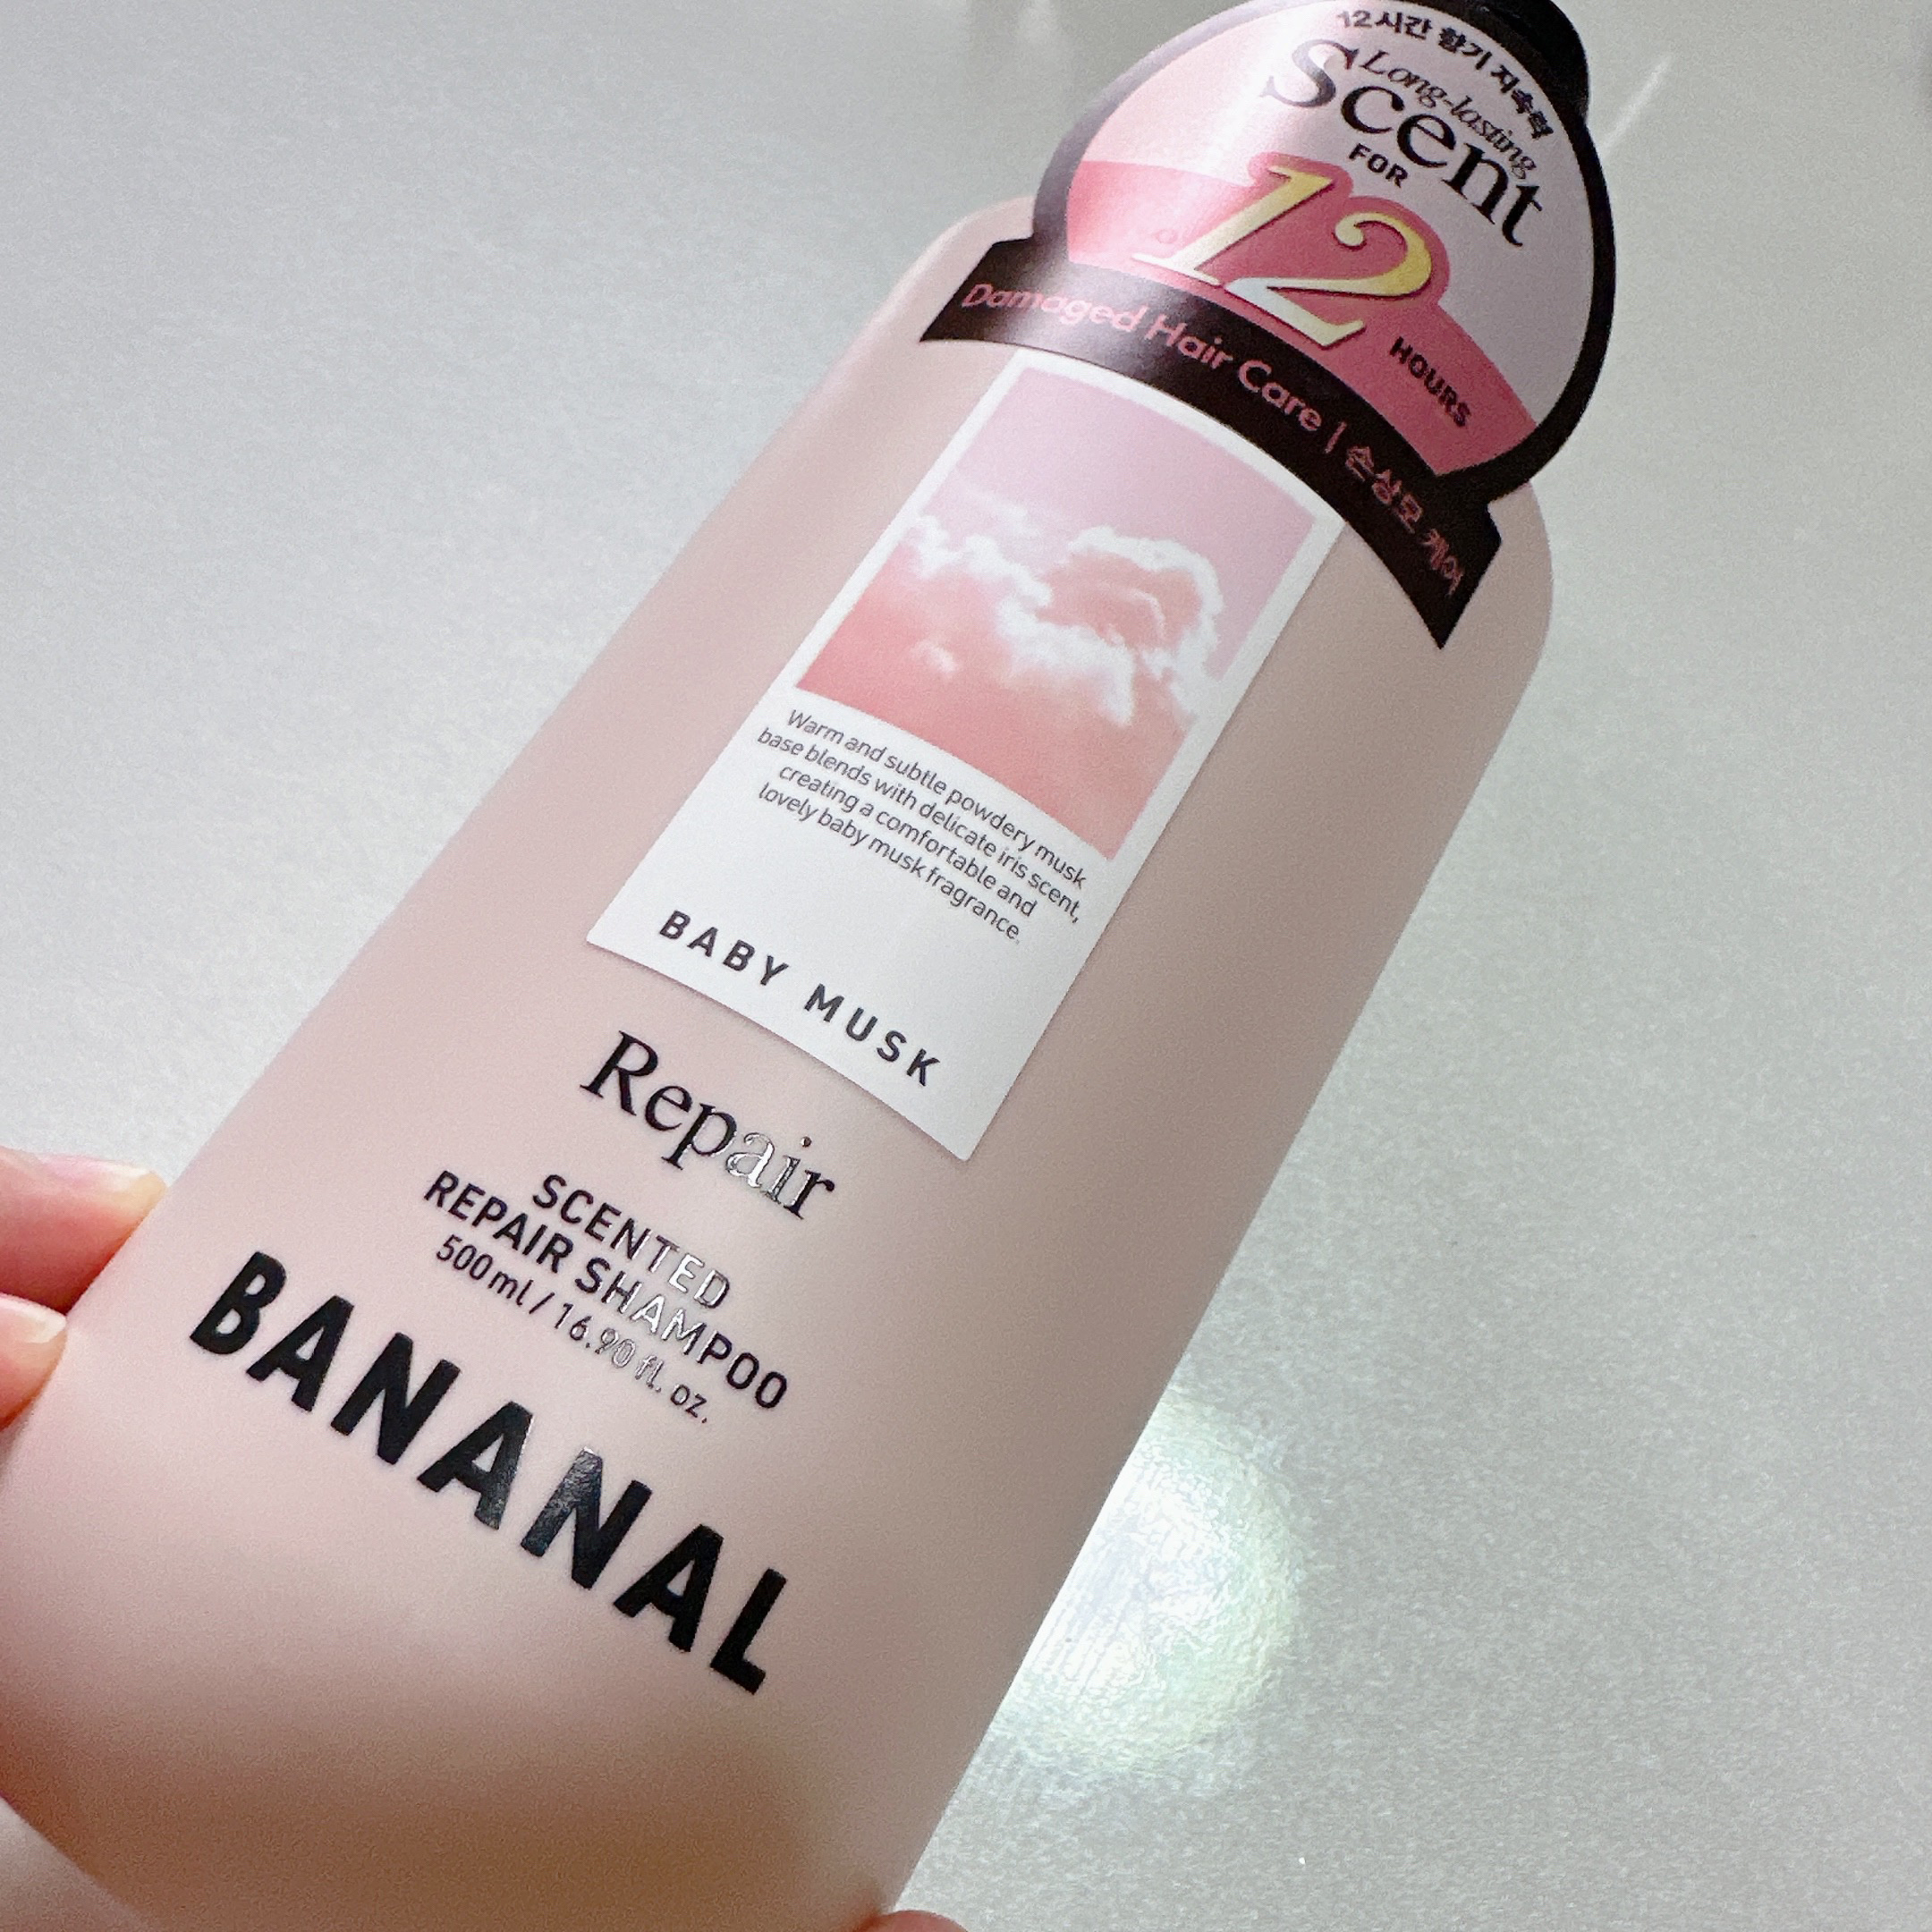 12시간 향기 지속력
Long-lasting
Scent
FOR
12
HOURS
Damaged Hair Care | 손상모 케어
Warm and subtle powdery musk
base blends with delicate iris scent,
creating a comfortable and
lovely baby musk fragrance.
BABY MUSK
Repair
SCENTED
REPAIR SHAMPOO
500ml / 16.90 fl. oz.
BANANAL